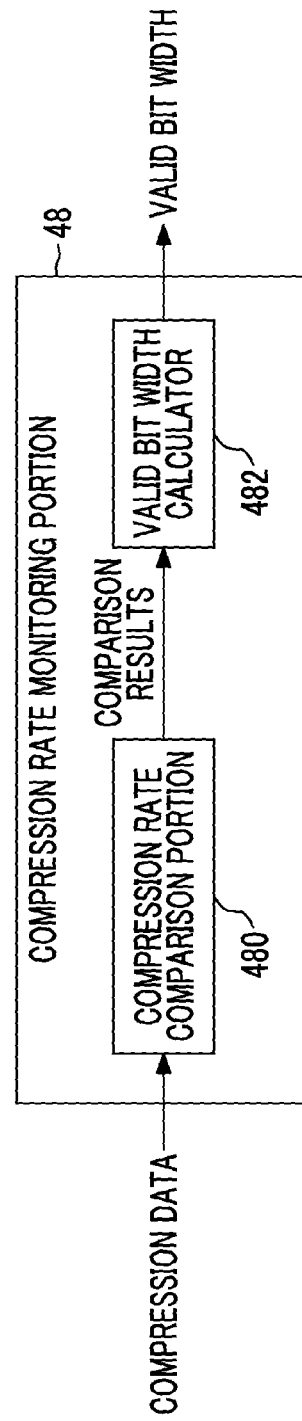 COMPRESSION RATE MONITORING PORTION
48
COMPRESSION DATA
COMPRESSION RATE
COMPARISON PORTION
480
COMPARISON
RESULTS
VALID BIT WIDTH
CALCULATOR
482
VALID BIT WIDTH